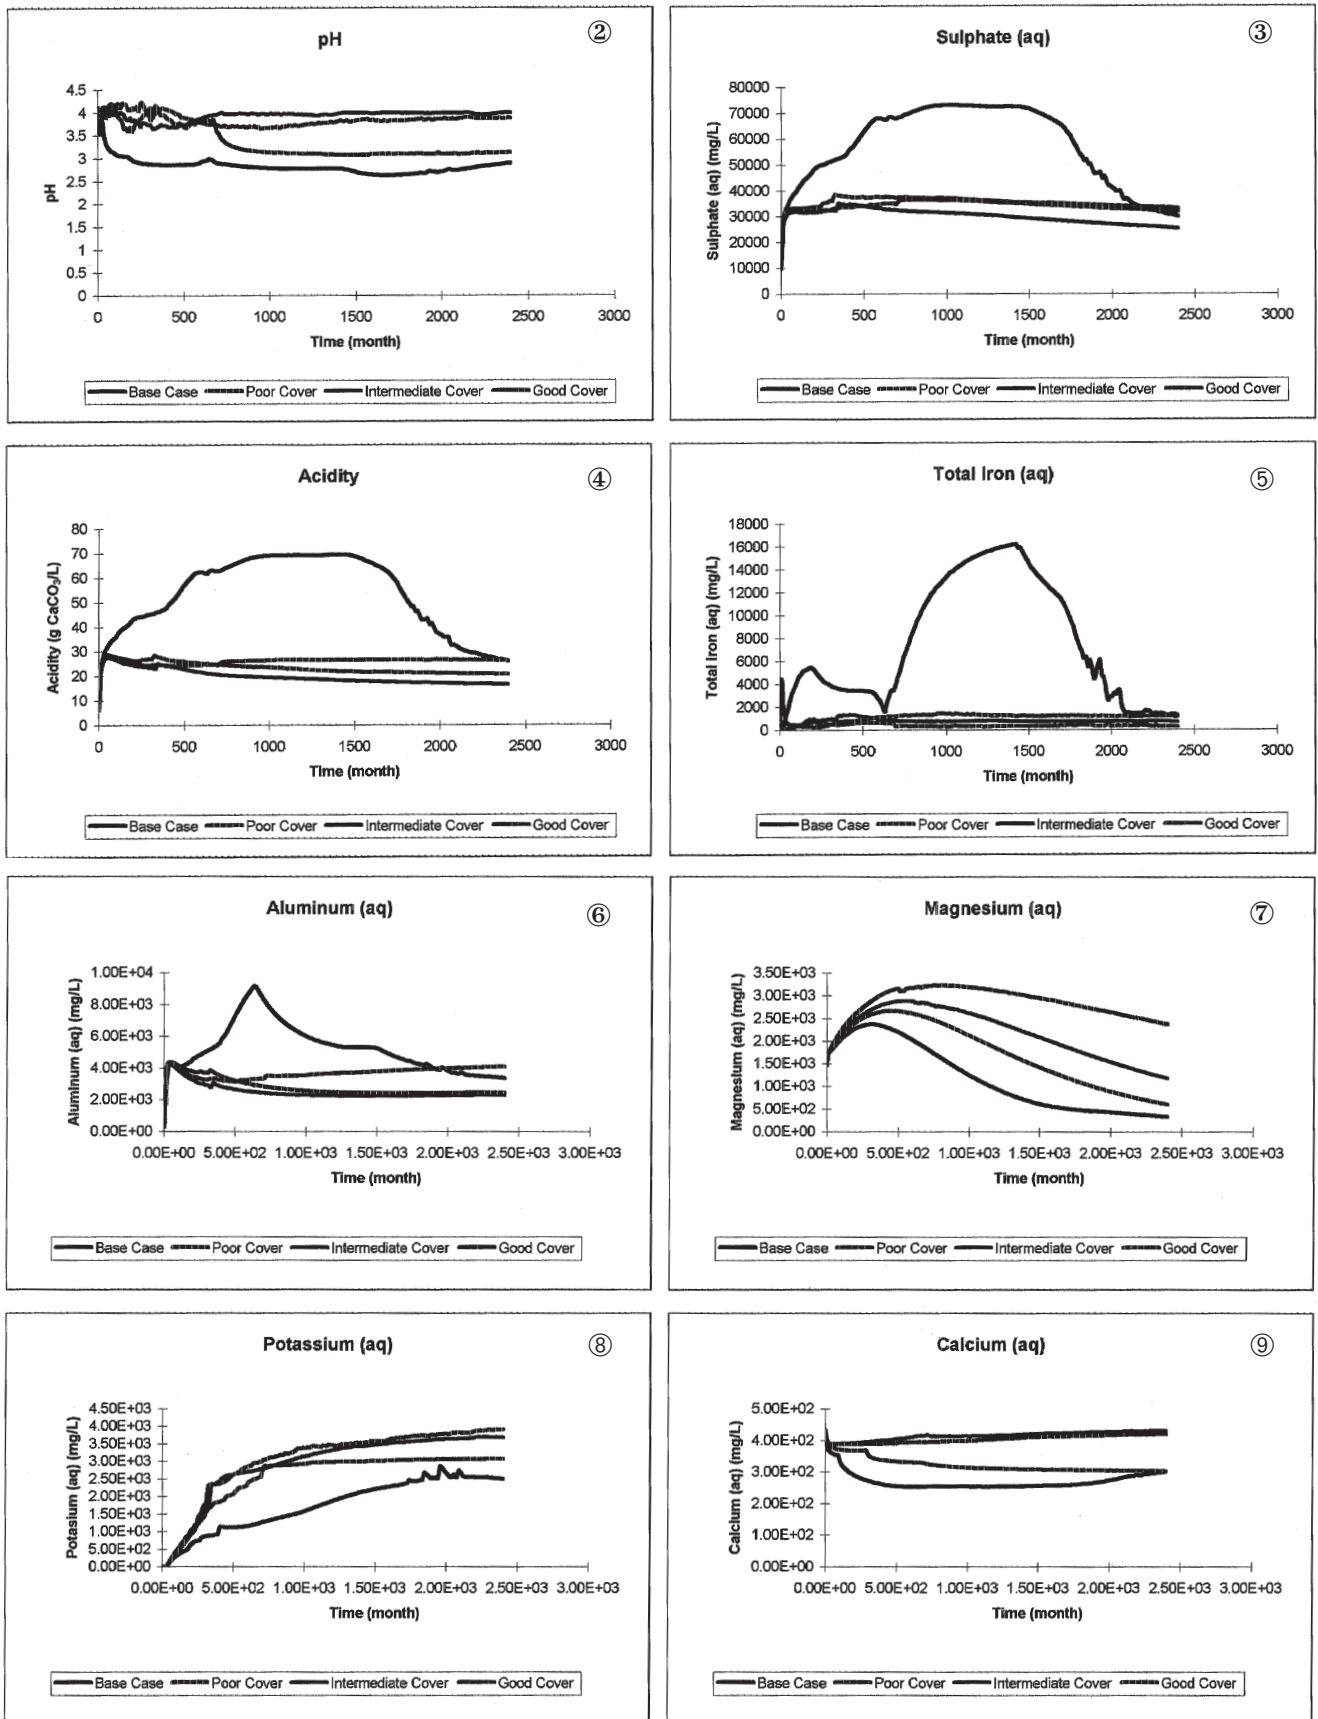 pH
②
4.5
4
3.5
3
2.5
2
1.5
1
0.5
0
pH
0 500 1000 1500 2000 2500 3000
Time (month)
Base Case Poor Cover Intermediate Cover Good Cover
Sulphate (aq)
③
80000
70000
60000
50000
40000
30000
20000
10000
0
Sulphate (aq) (mg/L)
0 500 1000 1500 2000 2500 3000
Time (month)
Base Case Poor Cover Intermediate Cover Good Cover
Acidity
④
80
70
60
50
40
30
20
10
0
Acidity (g CaCO₃/L)
0 500 1000 1500 2000 2500 3000
Time (month)
Base Case Poor Cover Intermediate Cover Good Cover
Total Iron (aq)
⑤
18000
16000
14000
12000
10000
8000
6000
4000
2000
0
Total Iron (aq) (mg/L)
0 500 1000 1500 2000 2500 3000
Time (month)
Base Case Poor Cover Intermediate Cover Good Cover
Aluminum (aq)
⑥
1.00E+04
8.00E+03
6.00E+03
4.00E+03
2.00E+03
0.00E+00
Aluminum (aq) (mg/L)
0.00E+00 5.00E+02 1.00E+03 1.50E+03 2.00E+03 2.50E+03 3.00E+03
Time (month)
Base Case Poor Cover Intermediate Cover Good Cover
Magnesium (aq)
⑦
3.50E+03
3.00E+03
2.50E+03
2.00E+03
1.50E+03
1.00E+03
5.00E+02
0.00E+00
Magnesium (aq) (mg/L)
0.00E+00 5.00E+02 1.00E+03 1.50E+03 2.00E+03 2.50E+03 3.00E+03
Time (month)
Base Case Poor Cover Intermediate Cover Good Cover
Potassium (aq)
⑧
4.50E+03
4.00E+03
3.50E+03
3.00E+03
2.50E+03
2.00E+03
1.50E+03
1.00E+03
5.00E+02
0.00E+00
Potasium (aq) (mg/L)
0.00E+00 5.00E+02 1.00E+03 1.50E+03 2.00E+03 2.50E+03 3.00E+03
Time (month)
Base Case Poor Cover Intermediate Cover Good Cover
Calcium (aq)
⑨
5.00E+02
4.00E+02
3.00E+02
2.00E+02
1.00E+02
0.00E+00
Calcium (aq) (mg/L)
0.00E+00 5.00E+02 1.00E+03 1.50E+03 2.00E+03 2.50E+03 3.00E+03
Time (month)
Base Case Poor Cover Intermediate Cover Good Cover